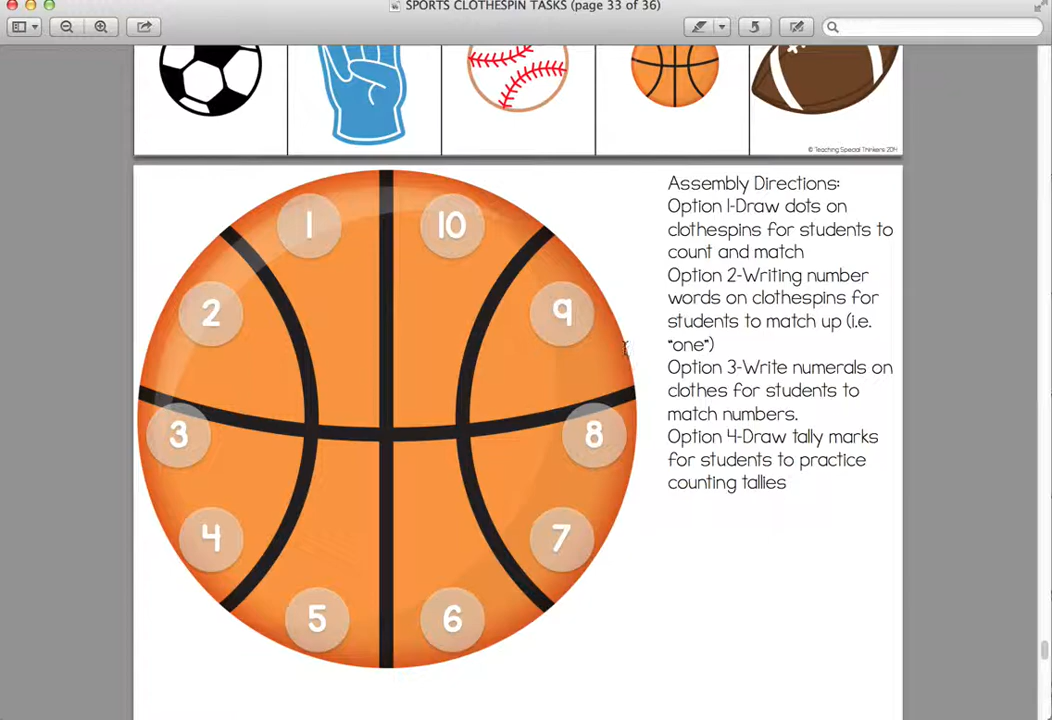 SPORTS CLOTHESPIN TASKS (page 33 of 36)
© Teaching Special Thinkers 2014
1
10
2
9
3
8
4
7
5
6
Assembly Directions:
Option 1-Draw dots on
clothespins for students to
count and match
Option 2-Writing number
words on clothespins for
students to match up (i.e.
"one")
Option 3-Write numerals on
clothes for students to
match numbers.
Option 4-Draw tally marks
for students to practice
counting tallies